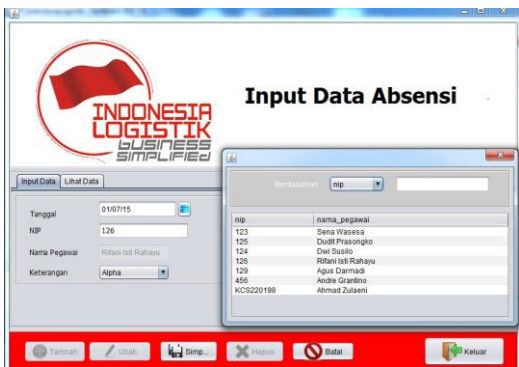 INDONESIA
LOGISTIK
BUSINESS
SIMPLIFIED
Input Data Absensi
Input Data
Lihat Data
Tanggal
01/07/15
NIP
126
Nama Pegawai
Rifani Isti Rahayu
Keterangan
Alpha
Berdasarkan
nip
nip nama_pegawai
123 Sena Wasesa
125 Dudit Prasongko
124 Dwi Susilo
126 Rifani Isti Rahayu
129 Agus Darmadi
456 Andre Grantino
KCS220198 Ahmad Zulaeni
Tambah
Ubah
Simp...
Hapus
Batal
Keluar